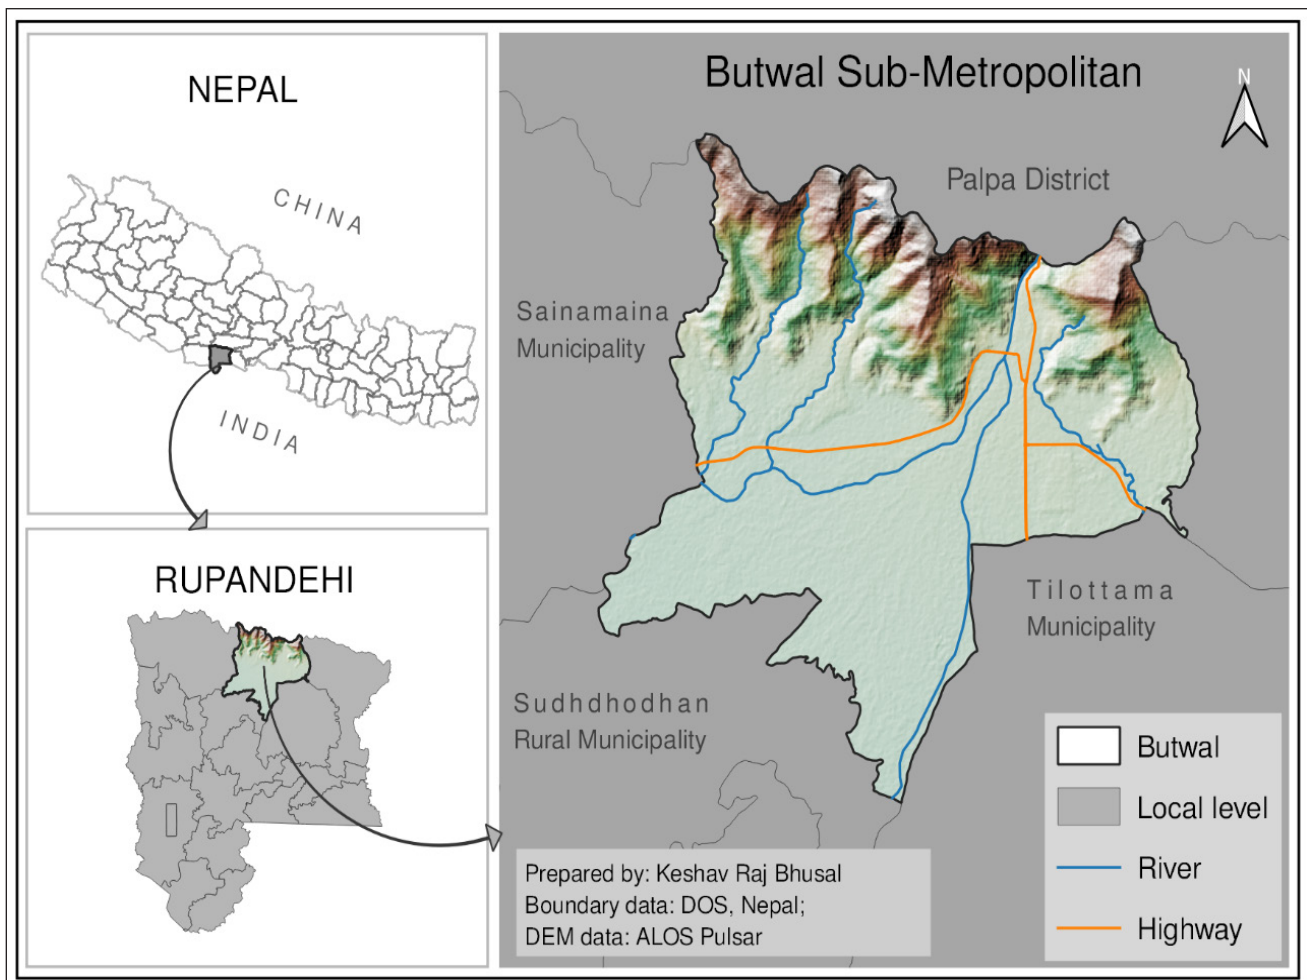 NEPAL
CHINA
INDIA
RUPANDEHI
Butwal Sub-Metropolitan
N
Palpa District
Sainamaina
Municipality
Tilottama
Municipality
Sudhdhodhan
Rural Municipality
Butwal
Local level
River
Highway
Prepared by: Keshav Raj Bhusal
Boundary data: DOS, Nepal;
DEM data: ALOS Pulsar